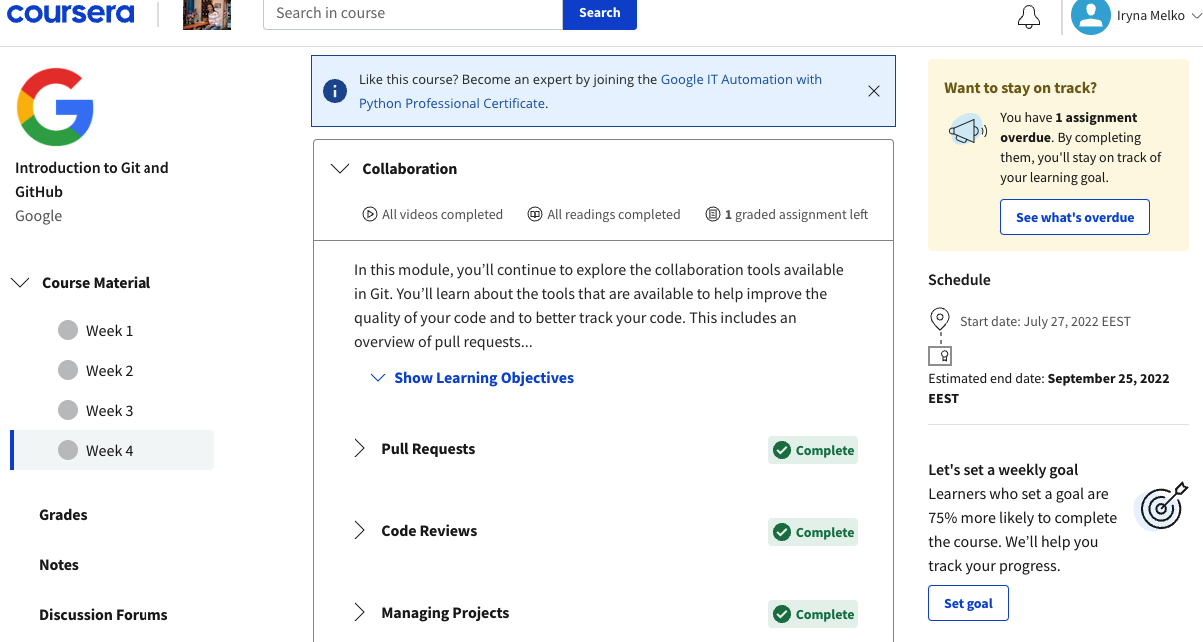 coursera
Search in course
Search
Iryna Melko
Introduction to Git and
GitHub
Google
Course Material
Week 1
Week 2
Week 3
Week 4
Grades
Notes
Discussion Forums
Like this course? Become an expert by joining the Google IT Automation with
Python Professional Certificate.
Collaboration
All videos completed
All readings completed
1 graded assignment left
In this module, you’ll continue to explore the collaboration tools available
in Git. You’ll learn about the tools that are available to help improve the
quality of your code and to better track your code. This includes an
overview of pull requests...
Show Learning Objectives
Pull Requests
Complete
Code Reviews
Complete
Managing Projects
Complete
Want to stay on track?
You have 1 assignment
overdue. By completing
them, you'll stay on track of
your learning goal.
See what's overdue
Schedule
Start date: July 27, 2022 EEST
Estimated end date: September 25, 2022
EEST
Let's set a weekly goal
Learners who set a goal are
75% more likely to complete
the course. We’ll help you
track your progress.
Set goal